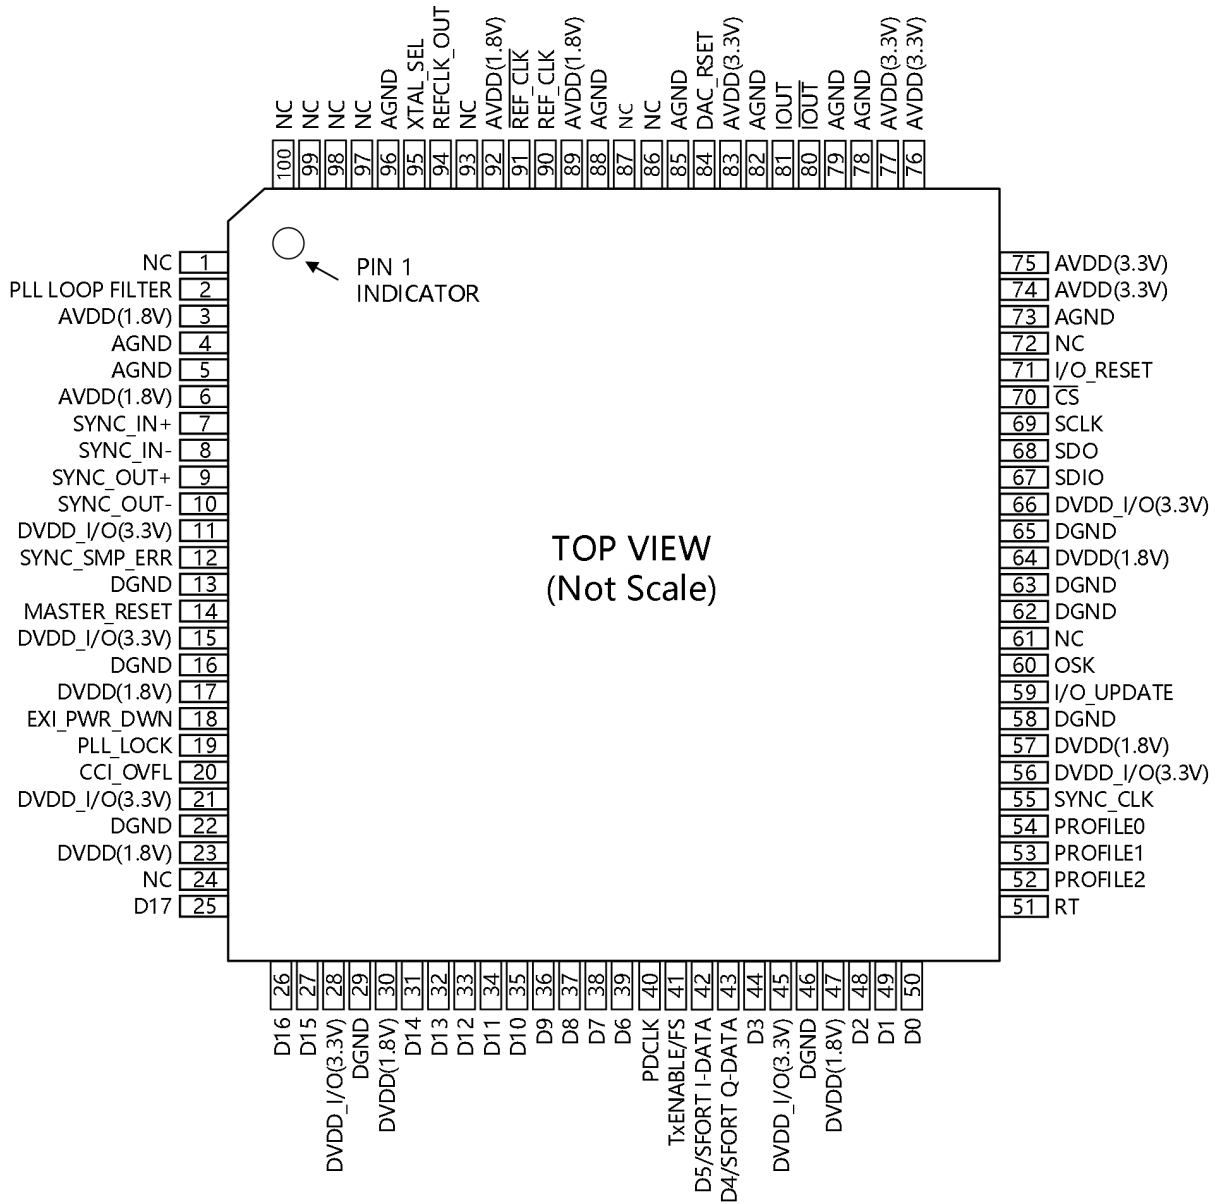 NC
NC
NC
NC
AGND
XTAL_SEL
REFCLK_OUT
NC
AVDD(1.8V)
REF_CLK
REF_CLK
AVDD(1.8V)
AGND
NC
NC
AGND
DAC_RSET
AVDD(3.3V)
AGND
IOUT
IOUT
AGND
AGND
AVDD(3.3V)
AVDD(3.3V)
100
99
98
97
96
95
94
93
92
91
90
89
88
87
86
85
84
83
82
81
80
79
78
77
76
PIN 1
INDICATOR
NC 1
PLL LOOP FILTER 2
AVDD(1.8V) 3
AGND 4
AGND 5
AVDD(1.8V) 6
SYNC_IN+ 7
SYNC_IN- 8
SYNC_OUT+ 9
SYNC_OUT- 10
DVDD_I/O(3.3V) 11
SYNC_SMP_ERR 12
DGND 13
MASTER_RESET 14
DVDD_I/O(3.3V) 15
DGND 16
DVDD(1.8V) 17
EXI_PWR_DWN 18
PLL_LOCK 19
CCI_OVFL 20
DVDD_I/O(3.3V) 21
DGND 22
DVDD(1.8V) 23
NC 24
D17 25
TOP VIEW
(Not Scale)
75 AVDD(3.3V)
74 AVDD(3.3V)
73 AGND
72 NC
71 I/O_RESET
70 CS
69 SCLK
68 SDO
67 SDIO
66 DVDD_I/O(3.3V)
65 DGND
64 DVDD(1.8V)
63 DGND
62 DGND
61 NC
60 OSK
59 I/O_UPDATE
58 DGND
57 DVDD(1.8V)
56 DVDD_I/O(3.3V)
55 SYNC_CLK
54 PROFILE0
53 PROFILE1
52 PROFILE2
51 RT
26
27
28
29
30
31
32
33
34
35
36
37
38
39
40
41
42
43
44
45
46
47
48
49
50
D16
D15
DVDD_I/O(3.3V)
DGND
DVDD(1.8V)
D14
D13
D12
D11
D10
D9
D8
D7
D6
PDCLK
TxENABLE/FS
D5/SFORT I-DATA
D4/SFORT Q-DATA
D3
DVDD_I/O(3.3V)
DGND
DVDD(1.8V)
D2
D1
D0